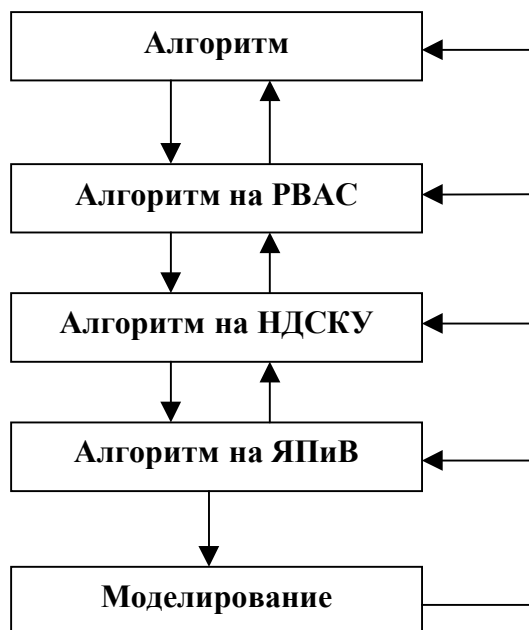 Алгоритм
Алгоритм на РВАС
Алгоритм на НДСКУ
Алгоритм на ЯПиВ
Моделирование